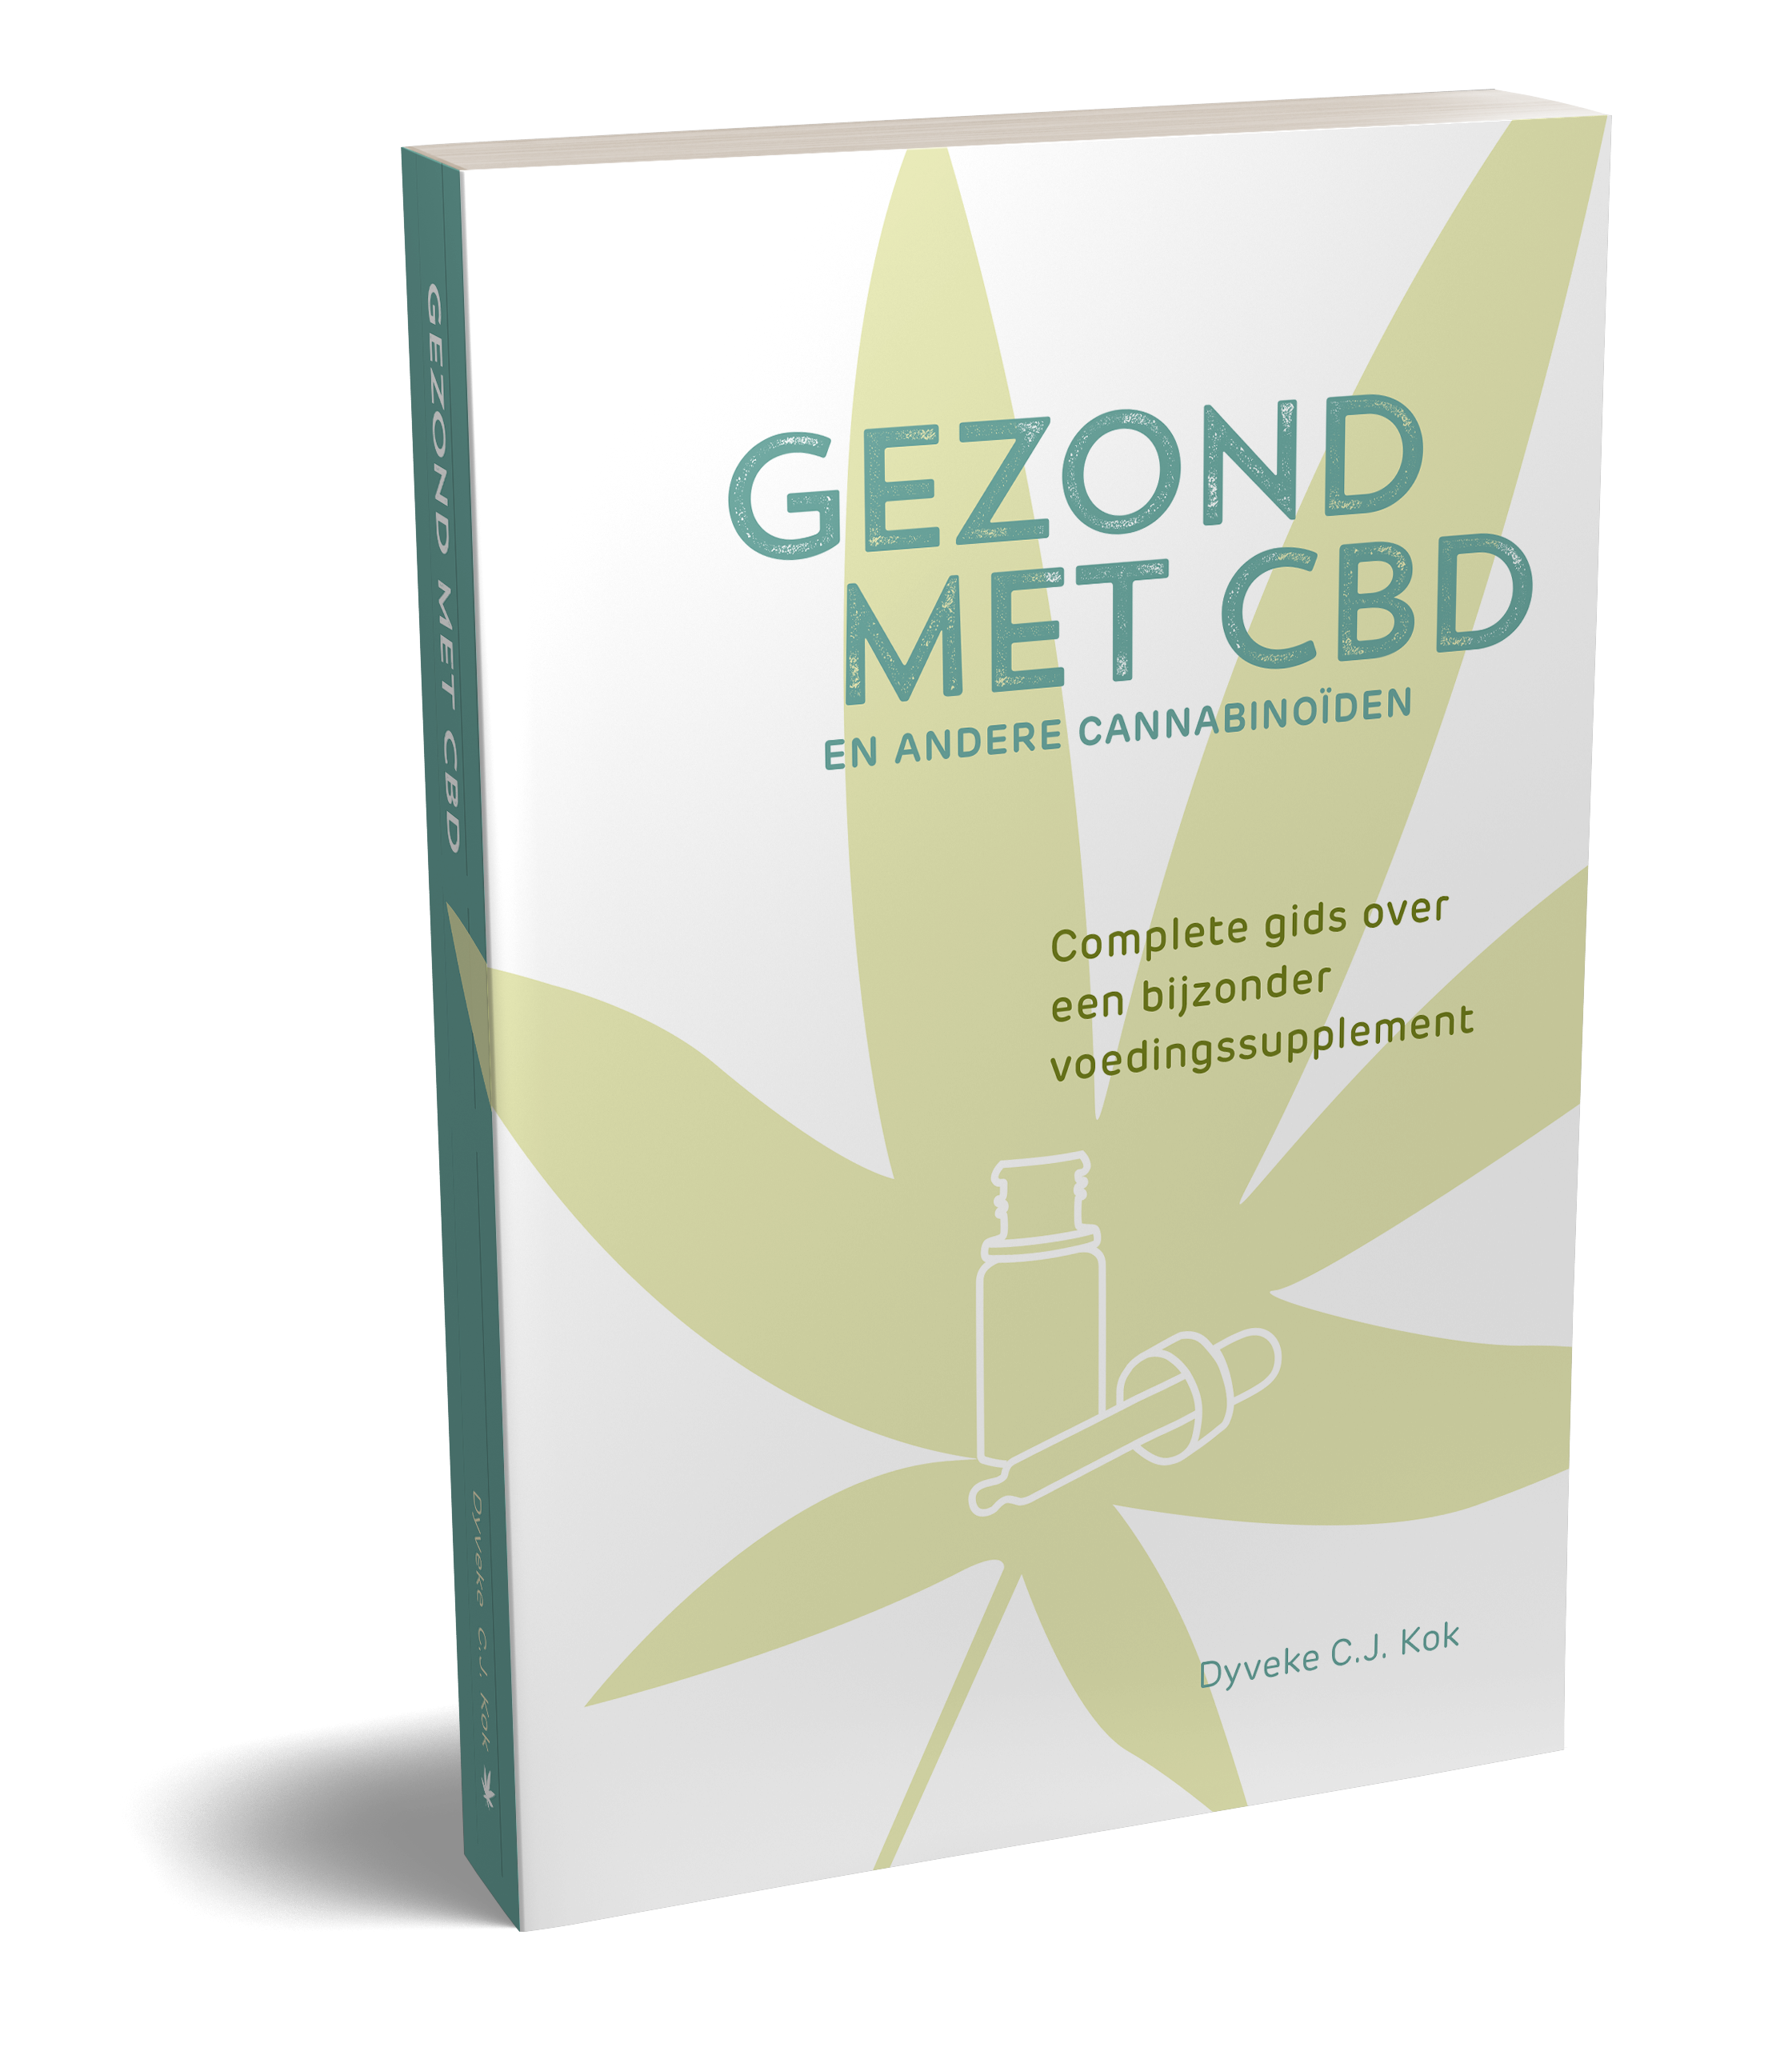 GEZOND MET CBD
Dyveke C.J. Kok
GEZOND
MET CBD
EN ANDERE CANNABINOÏDEN
Complete gids over
een bijzonder
voedingssupplement
Dyveke C.J. Kok